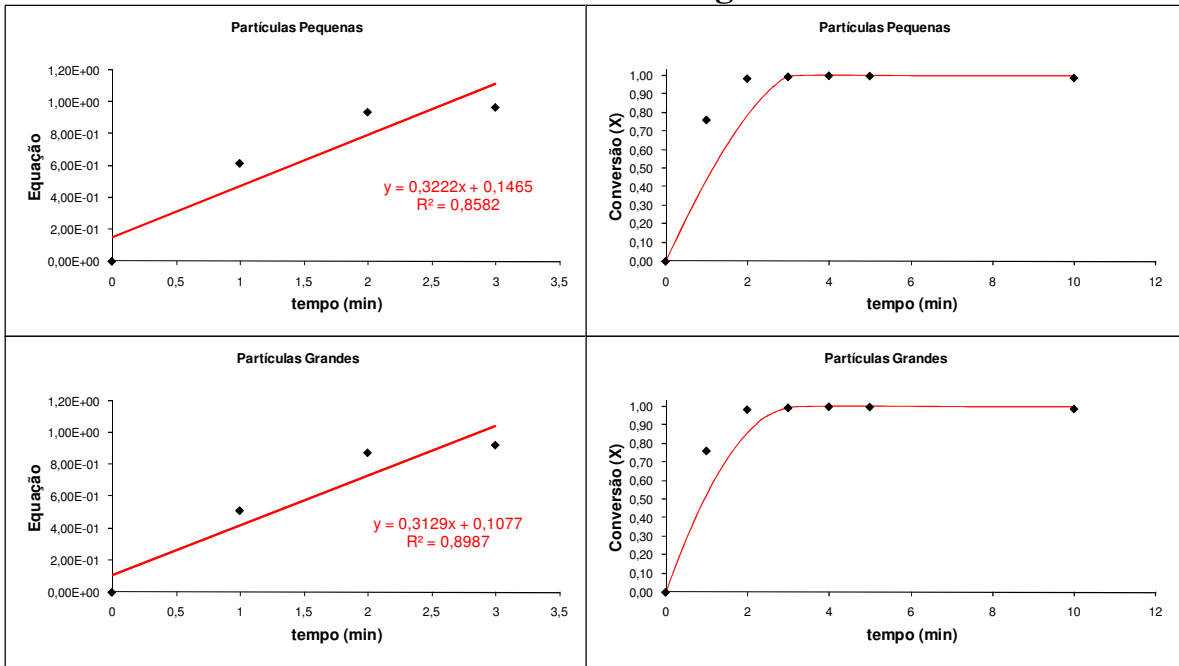 Partículas Pequenas
1,20E+00
1,00E+00
8,00E-01
6,00E-01
4,00E-01
2,00E-01
0,00E+00
Equação
y = 0,3222x + 0,1465
R² = 0,8582
0 0,5 1 1,5 2 2,5 3 3,5
tempo (min)
Partículas Pequenas
1,00
0,90
0,80
0,70
0,60
0,50
0,40
0,30
0,20
0,10
0,00
Conversão (X)
0 2 4 6 8 10 12
tempo (min)
Partículas Grandes
1,20E+00
1,00E+00
8,00E-01
6,00E-01
4,00E-01
2,00E-01
0,00E+00
Equação
y = 0,3129x + 0,1077
R² = 0,8987
0 0,5 1 1,5 2 2,5 3 3,5
tempo (min)
Partículas Grandes
1,00
0,90
0,80
0,70
0,60
0,50
0,40
0,30
0,20
0,10
0,00
Conversão (X)
0 2 4 6 8 10 12
tempo (min)